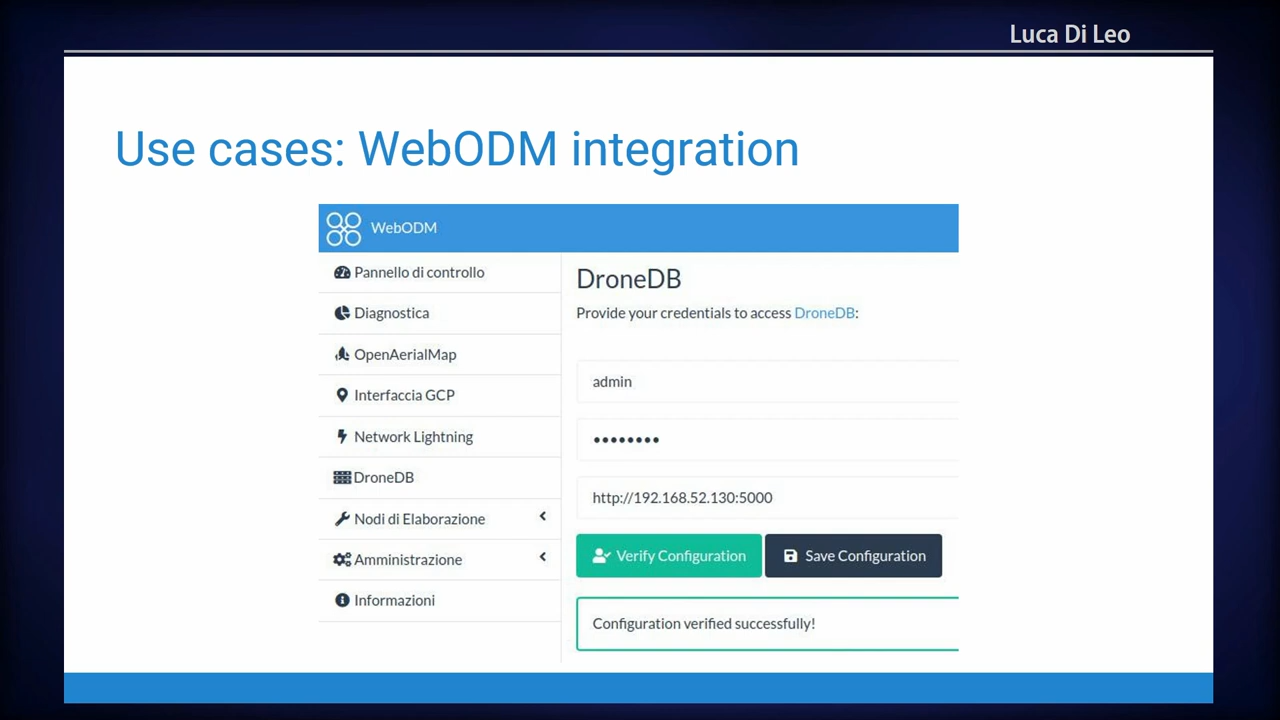 Luca Di Leo
Use cases: WebODM integration
WebODM
Pannello di controllo
Diagnostica
OpenAerialMap
Interfaccia GCP
Network Lightning
DroneDB
Nodi di Elaborazione
Amministrazione
Informazioni
DroneDB
Provide your credentials to access DroneDB:
admin
••••••••
http://192.168.52.130:5000
Verify Configuration
Save Configuration
Configuration verified successfully!